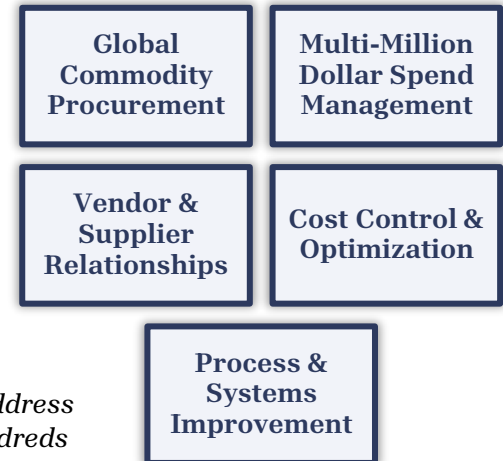 Global
Commodity
Procurement
Multi-Million
Dollar Spend
Management
Vendor &
Supplier
Relationships
Cost Control &
Optimization
Process &
Systems
Improvement